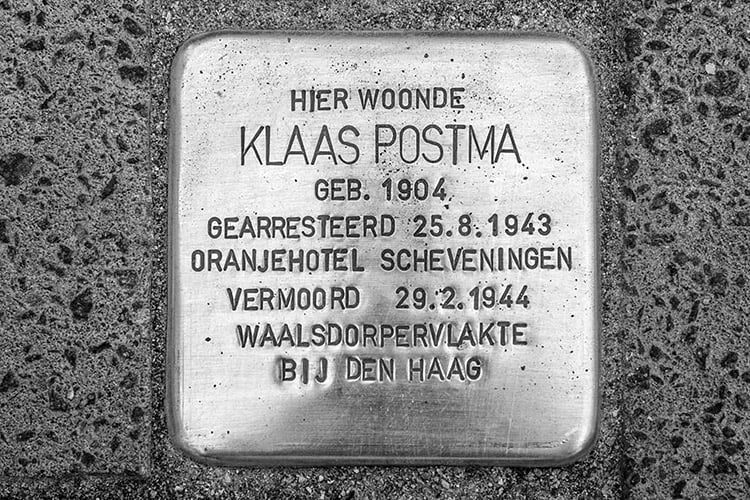 HIER WOONDE
KLAAS POSTMA
GEB. 1904
GEARRESTEERD 25.8.1943
ORANJEHOTEL SCHEVENINGEN
VERMOORD 29.2.1944
WAALSDORPERVLAKTE
BIJ DEN HAAG